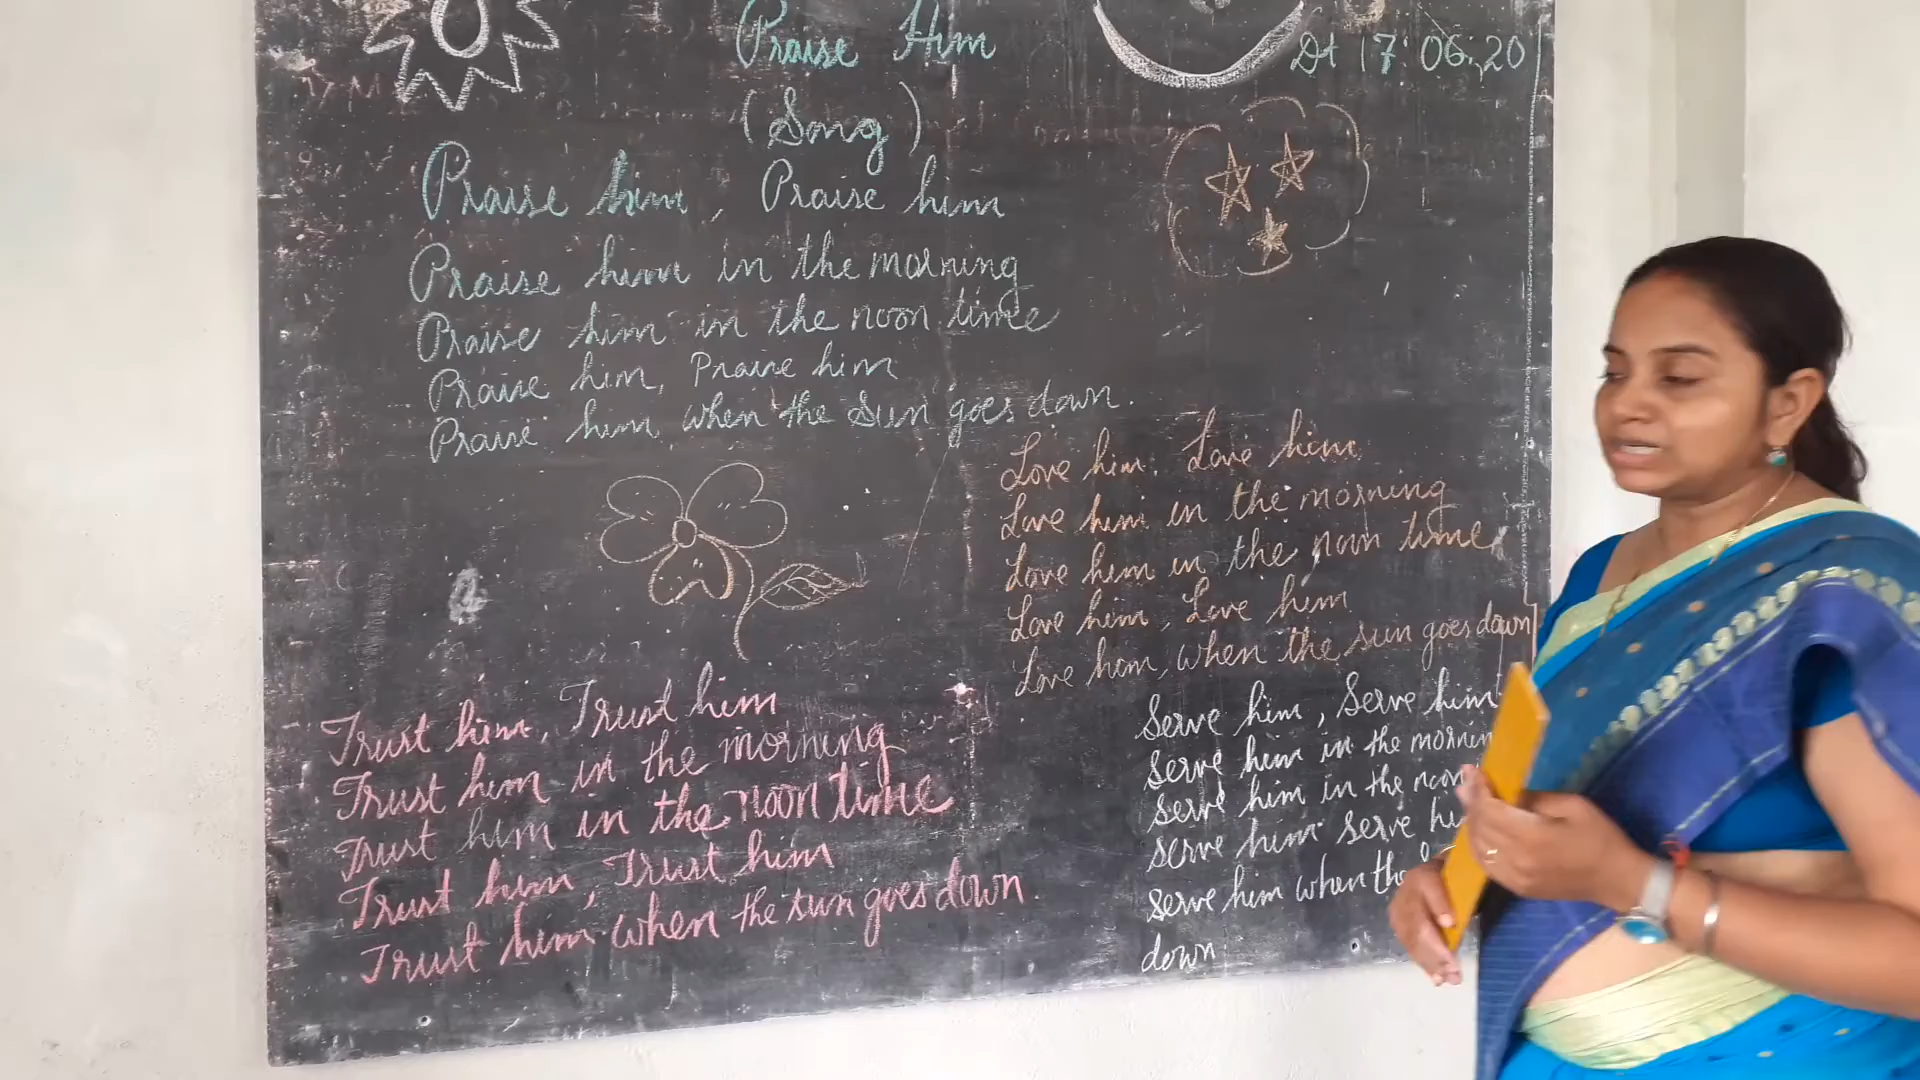 Praise Him
Dt 17:06:20
(Song)
Praise him, Praise him
Praise him in the morning
Praise him in the noon time
Praise him, Praise him
Praise him when the Sun goes down.
Love him, Love him
Love him in the morning
Love him in the noon time
Love him, Love him
Love him, when the sun goes down
Trust him, Trust him
Trust him in the morning
Trust him in the noon time
Trust him, Trust him
Trust him when the sun goes down.
Serve him, Serve him
Serve him in the
Serve him in the
Serve him serve
Serve him when the
down